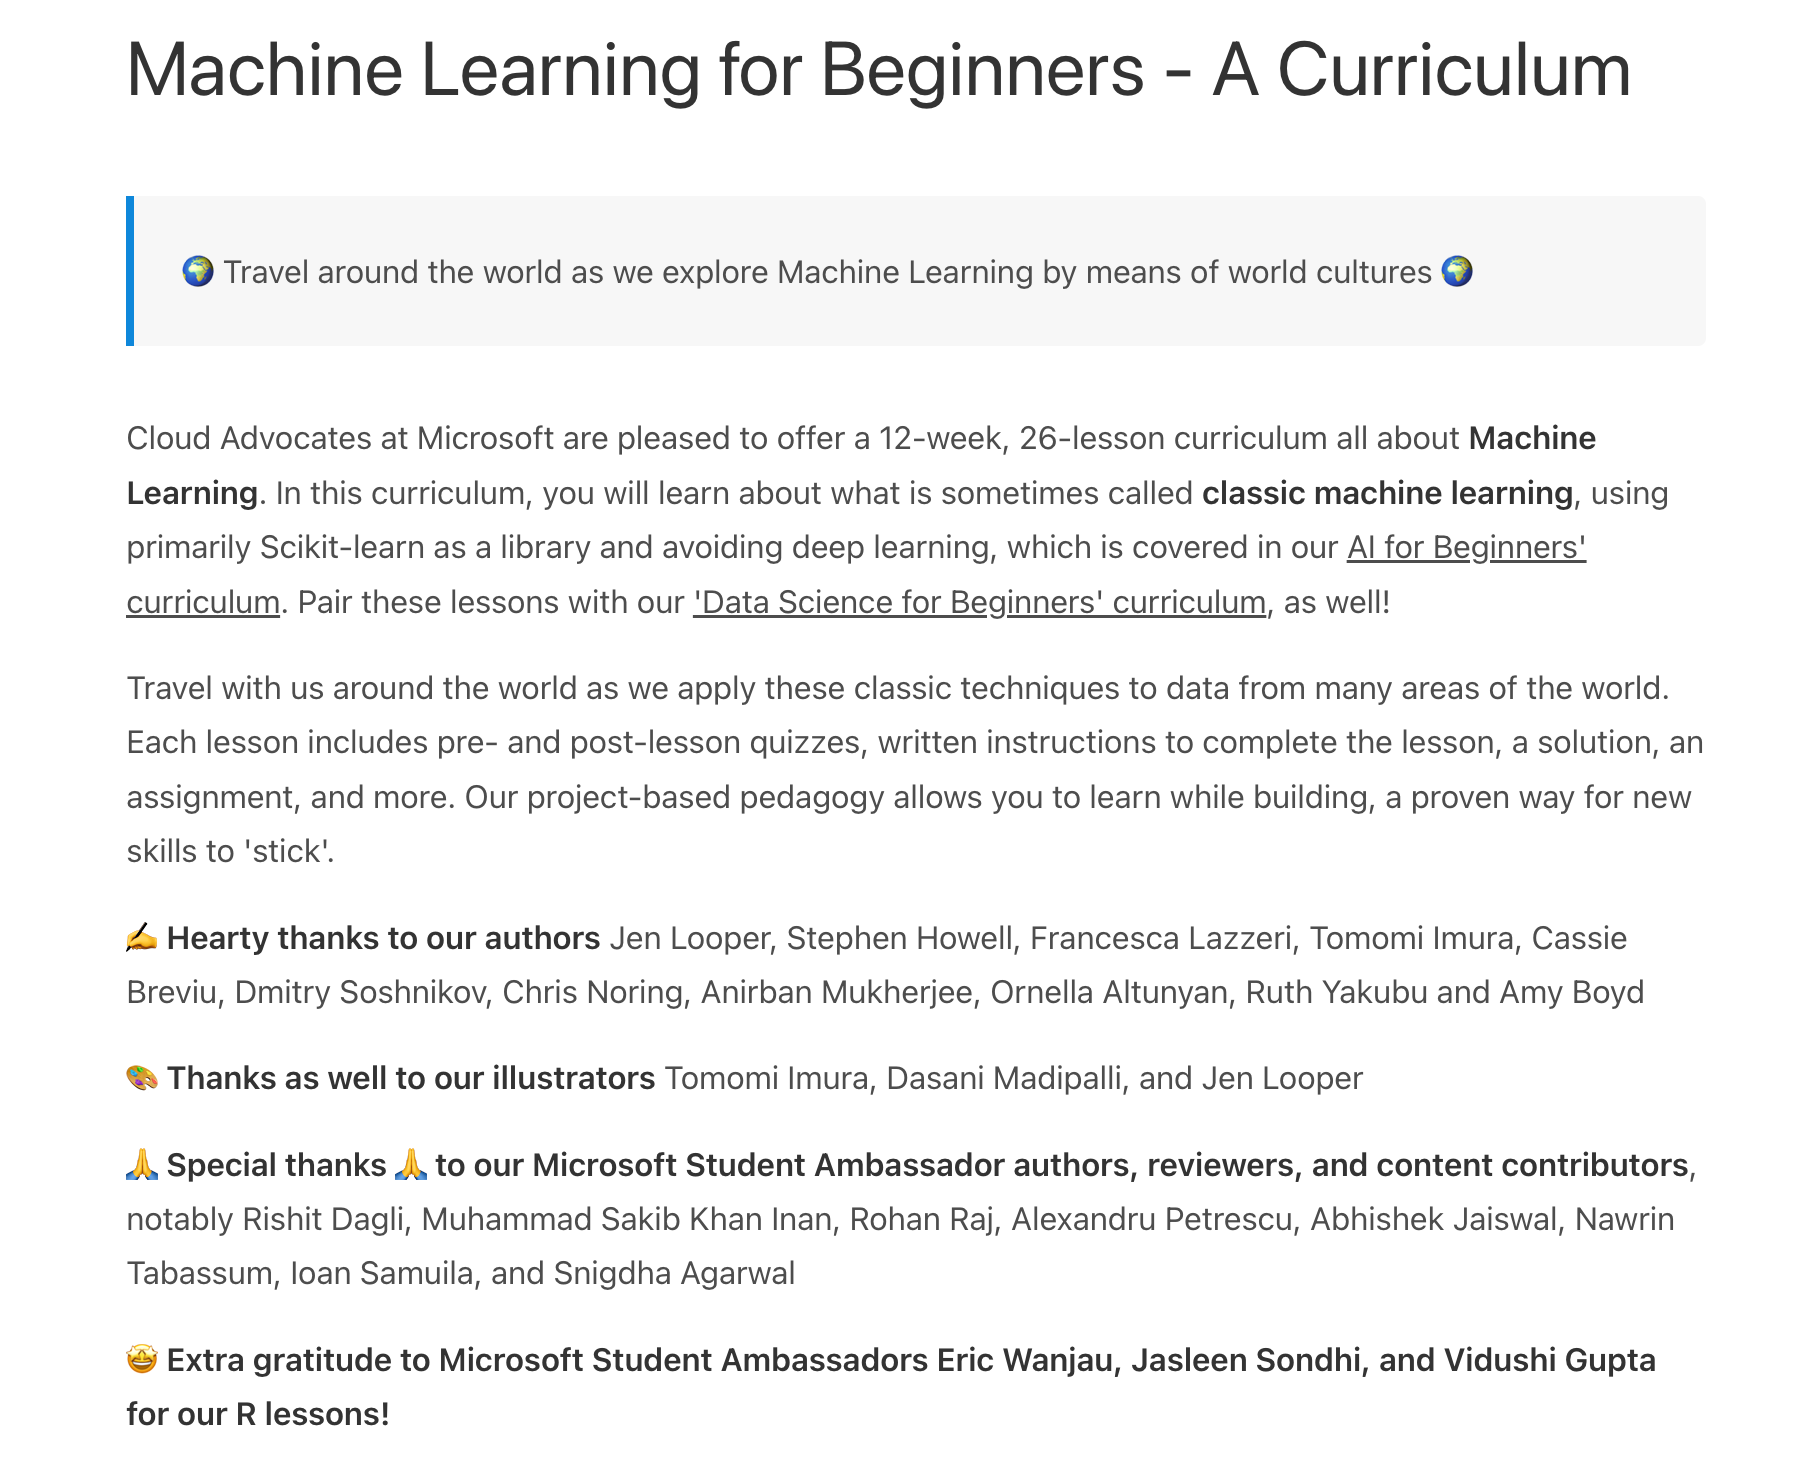 Machine Learning for Beginners - A Curriculum
🌍 Travel around the world as we explore Machine Learning by means of world cultures 🌍
Cloud Advocates at Microsoft are pleased to offer a 12-week, 26-lesson curriculum all about Machine
Learning. In this curriculum, you will learn about what is sometimes called classic machine learning, using
primarily Scikit-learn as a library and avoiding deep learning, which is covered in our AI for Beginners'
curriculum. Pair these lessons with our 'Data Science for Beginners' curriculum, as well!
Travel with us around the world as we apply these classic techniques to data from many areas of the world.
Each lesson includes pre- and post-lesson quizzes, written instructions to complete the lesson, a solution, an
assignment, and more. Our project-based pedagogy allows you to learn while building, a proven way for new
skills to 'stick'.
✍️ Hearty thanks to our authors Jen Looper, Stephen Howell, Francesca Lazzeri, Tomomi Imura, Cassie
Breviu, Dmitry Soshnikov, Chris Noring, Anirban Mukherjee, Ornella Altunyan, Ruth Yakubu and Amy Boyd
🎨 Thanks as well to our illustrators Tomomi Imura, Dasani Madipalli, and Jen Looper
🙏 Special thanks 🙏 to our Microsoft Student Ambassador authors, reviewers, and content contributors,
notably Rishit Dagli, Muhammad Sakib Khan Inan, Rohan Raj, Alexandru Petrescu, Abhishek Jaiswal, Nawrin
Tabassum, Ioan Samuila, and Snigdha Agarwal
🤩 Extra gratitude to Microsoft Student Ambassadors Eric Wanjau, Jasleen Sondhi, and Vidushi Gupta
for our R lessons!